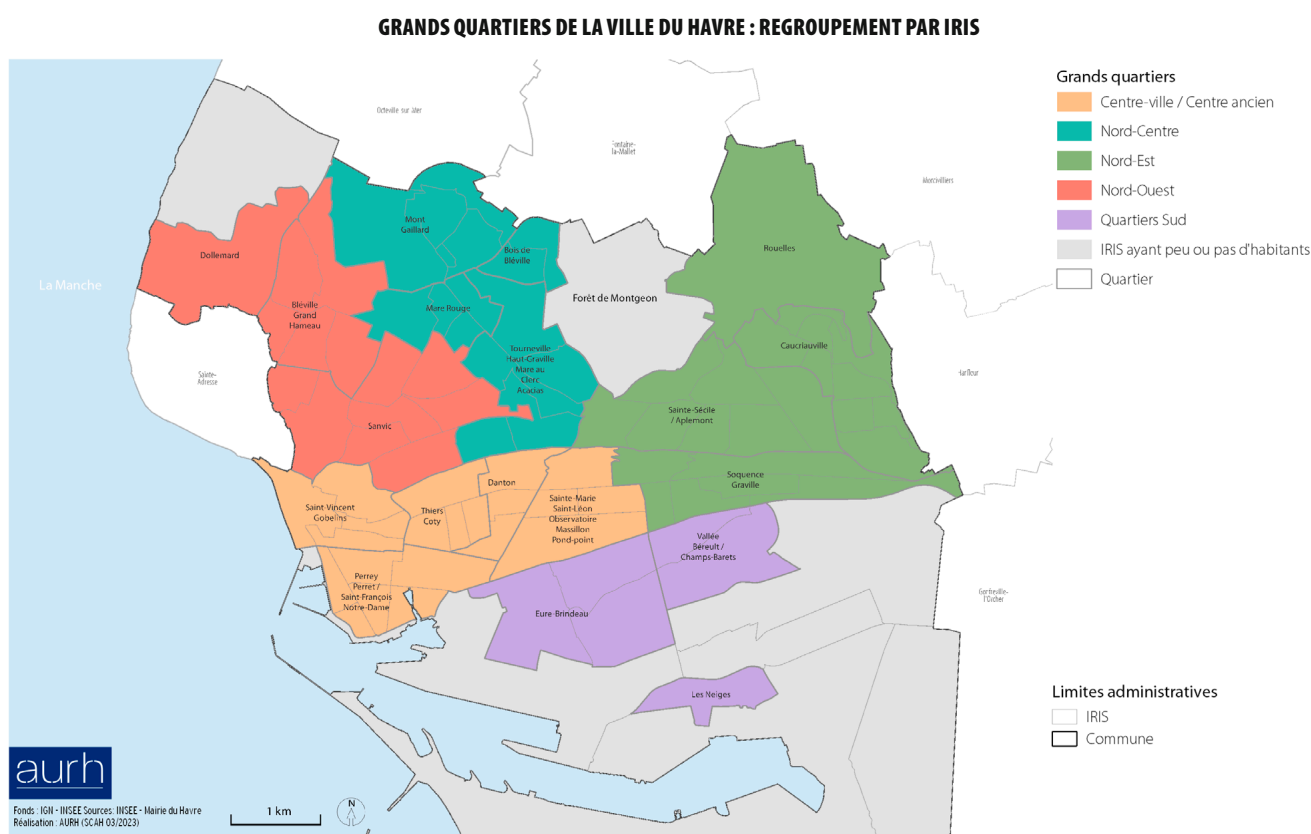 GRANDS QUARTIERS DE LA VILLE DU HAVRE : REGROUPEMENT PAR IRIS
Grands quartiers
Centre-ville / Centre ancien
Nord-Centre
Nord-Est
Nord-Ouest
Quartiers Sud
IRIS ayant peu ou pas d'habitants
Quartier
Octeville sur Mer
Fontaine-
la-Mallet
Montivilliers
Mont
Gaillard
Bois de
Bléville
Rouelles
Dollemard
La Manche
Forêt de Montgeon
Bléville
Grand
Hameau
Mare Rouge
Caucriauville
Tourneville
Haut-Graville
Mare au
Clerc
Acacias
Sainte-
Adresse
Harfleur
Sainte-Sécile
/ Aplemont
Sanvic
Soquence
Graville
Danton
Saint-Vincent
Gobelins
Thiers
Coty
Sainte-Marie
Saint-Léon
Observatoire
Massillon
Pond-point
Vallée
Béreult /
Champs-Barets
Perrey
Perret /
Saint-François
Notre-Dame
Eure-Brindeau
Gonfreville-
l'Orcher
Les Neiges
Limites administratives
IRIS
Commune
aurh
Fonds : IGN - INSEE Sources: INSEE - Mairie du Havre
Réalisation : AURH (SCAH 03/2023)
1 km
N